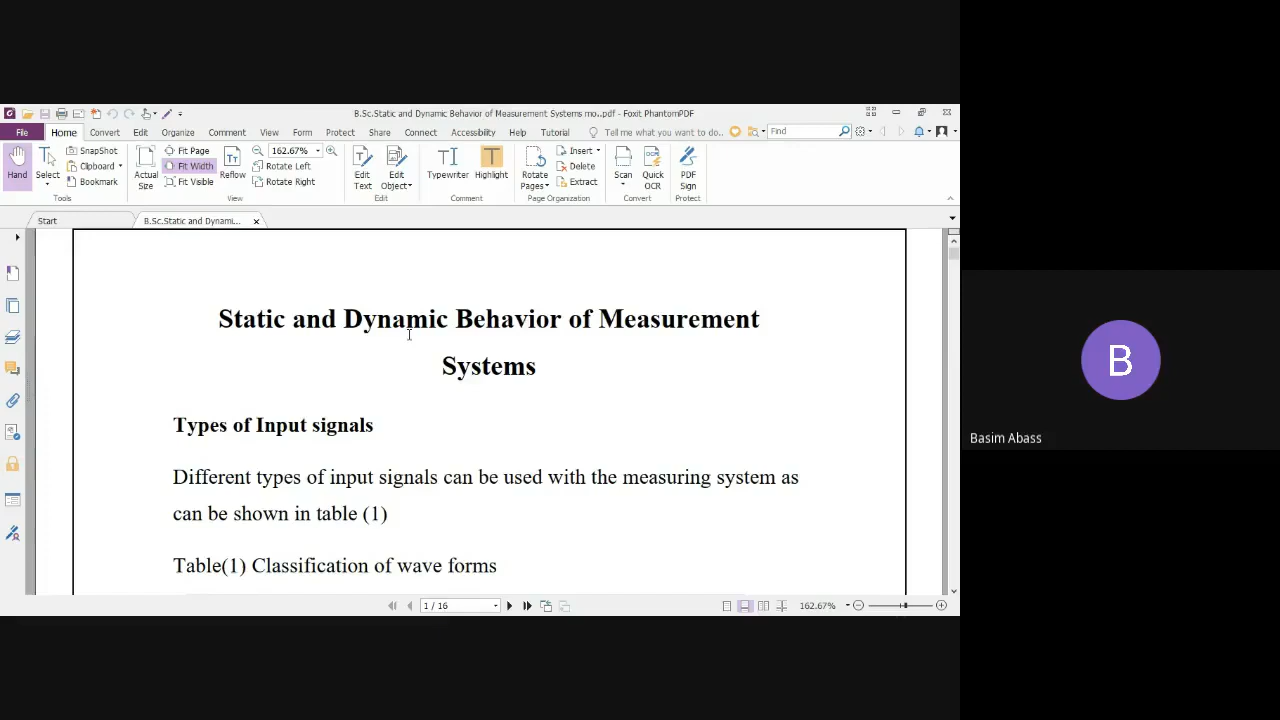 B.Sc.Static and Dynamic Behavor of Measurement Systems mo..pdf - Foxit PhantomPDF
File Home Convert Edit Organize Comment View Form Protect Share Connect Accessibility Help Tutorial Tell me what you want to do.. Find
Hand
Select
SnapShot
Clipboard
Bookmark
Tools
Actual Size
Fit Page
Fit Width
Fit Visible
Reflow
162.67%
Rotate Left
Rotate Right
View
Edit Text
Edit Object
Edit
Typewriter
Highlight
Comment
Rotate Pages
Insert
Delete
Extract
Page Organization
Scan
Quick OCR
Convert
PDF Sign
Protect
Start
B.Sc.Static and Dynami...
Static and Dynamic Behavior of Measurement
Systems
Types of Input signals
Different types of input signals can be used with the measuring system as
can be shown in table (1)
Table(1) Classification of wave forms
1 / 16
162.67%
B
Basim Abass